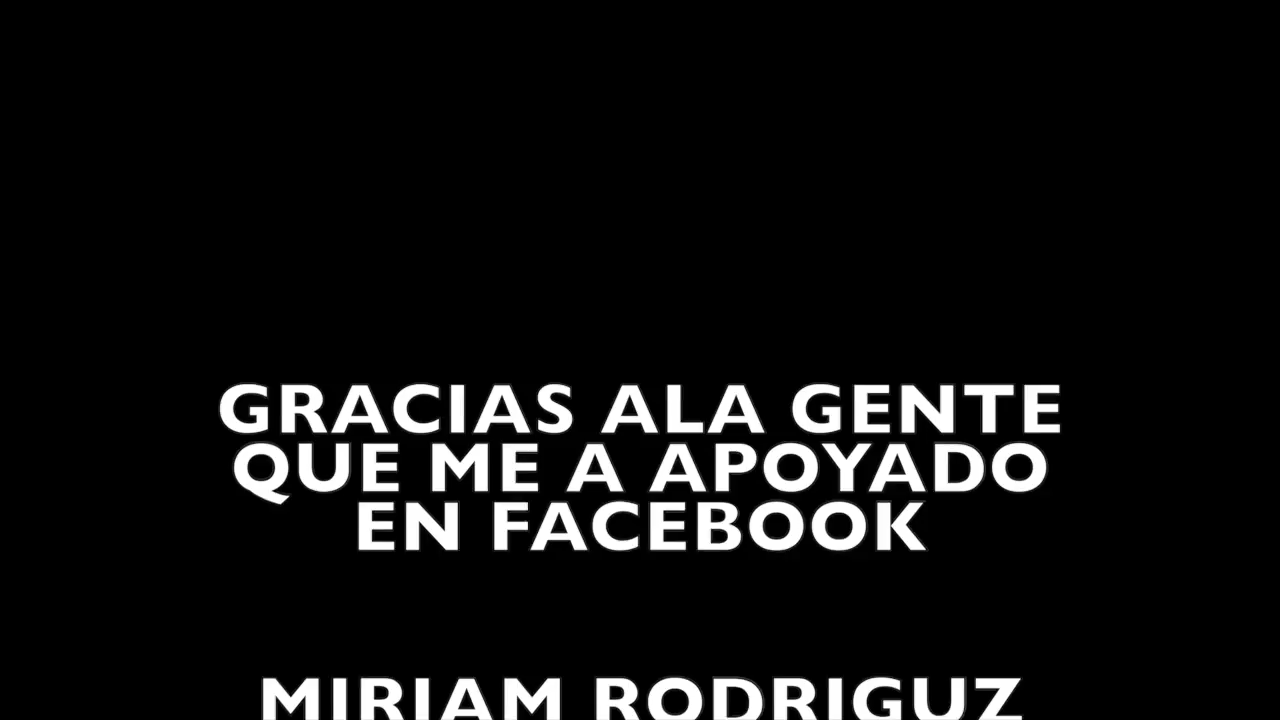 GRACIAS ALA GENTE
QUE ME A APOYADO
EN FACEBOOK
MIRIAM RODRIGUZ